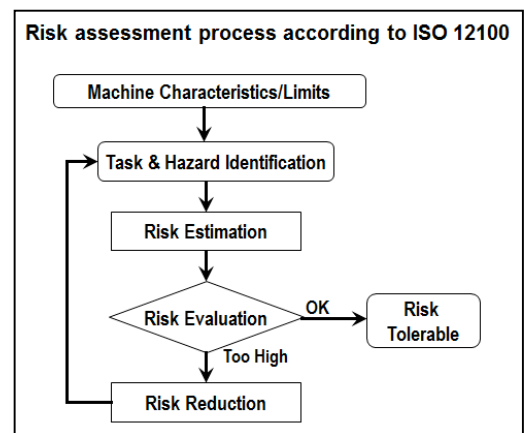 Risk assessment process according to ISO 12100
Machine Characteristics/Limits
Task & Hazard Identification
Risk Estimation
Risk Evaluation
OK
Risk
Tolerable
Too High
Risk Reduction